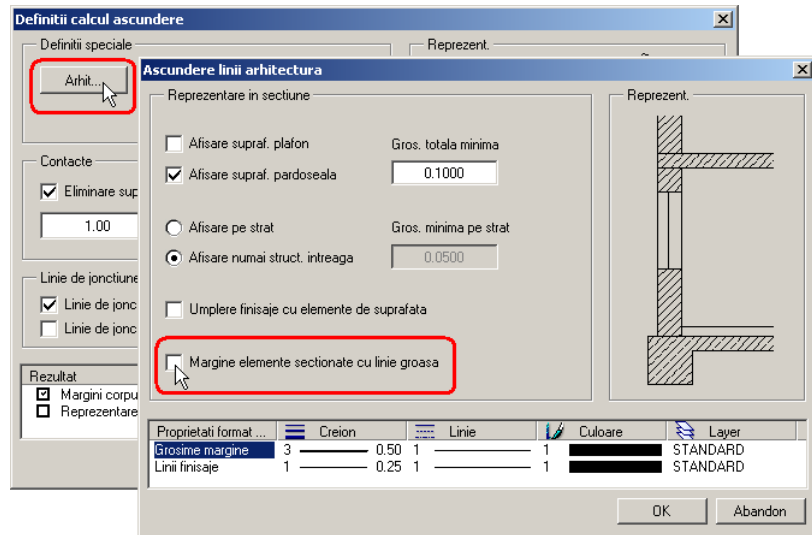 Definitii calcul ascundere
Definitii speciale
Reprezent.
Arhit...
Contacte
Eliminare sup
1.00
Linie de jonctiune
Linie de jonc
Linie de jonc
Rezultat
Margini corpu
Reprezentare
Ascundere linii arhitectura
Reprezentare in sectiune
Afisare supraf. plafon
Gros. totala minima
Afisare supraf. pardoseala
0.1000
Afisare pe strat
Gros. minima pe strat
Afisare numai struct. intreaga
0.0500
Umplere finisaje cu elemente de suprafata
Margine elemente sectionate cu linie groasa
Reprezent.
Proprietati format ... Creion Linie Culoare Layer
Grosime margine 3 0.50 1 1 STANDARD
Linii finisaje 1 0.25 1 1 STANDARD
OK Abandon